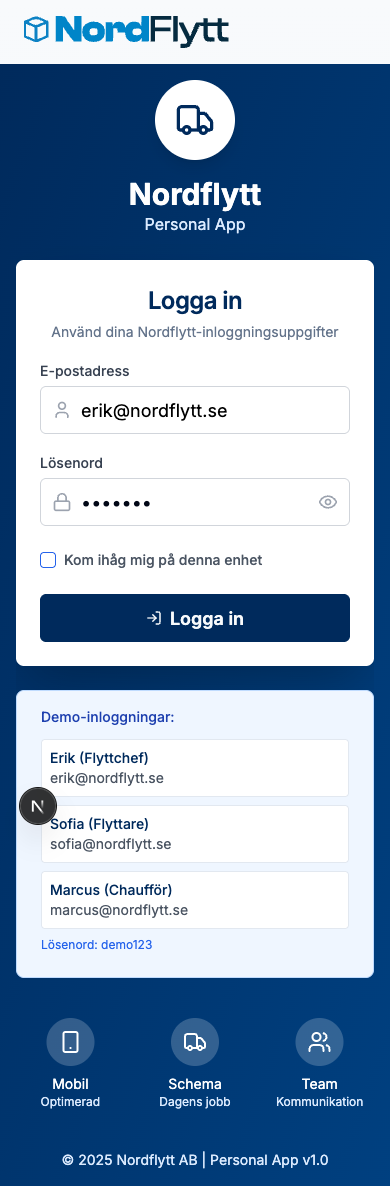 NordFlytt
Nordflytt
Personal App
Logga in
Använd dina Nordflytt-inloggningsuppgifter
E-postadress
erik@nordflytt.se
Lösenord
•••••••
Kom ihåg mig på denna enhet
Logga in
Demo-inloggningar:
Erik (Flyttchef)
erik@nordflytt.se
N
Sofia (Flyttare)
sofia@nordflytt.se
Marcus (Chaufför)
marcus@nordflytt.se
Lösenord: demo123
Mobil
Optimerad
Schema
Dagens jobb
Team
Kommunikation
© 2025 Nordflytt AB | Personal App v1.0